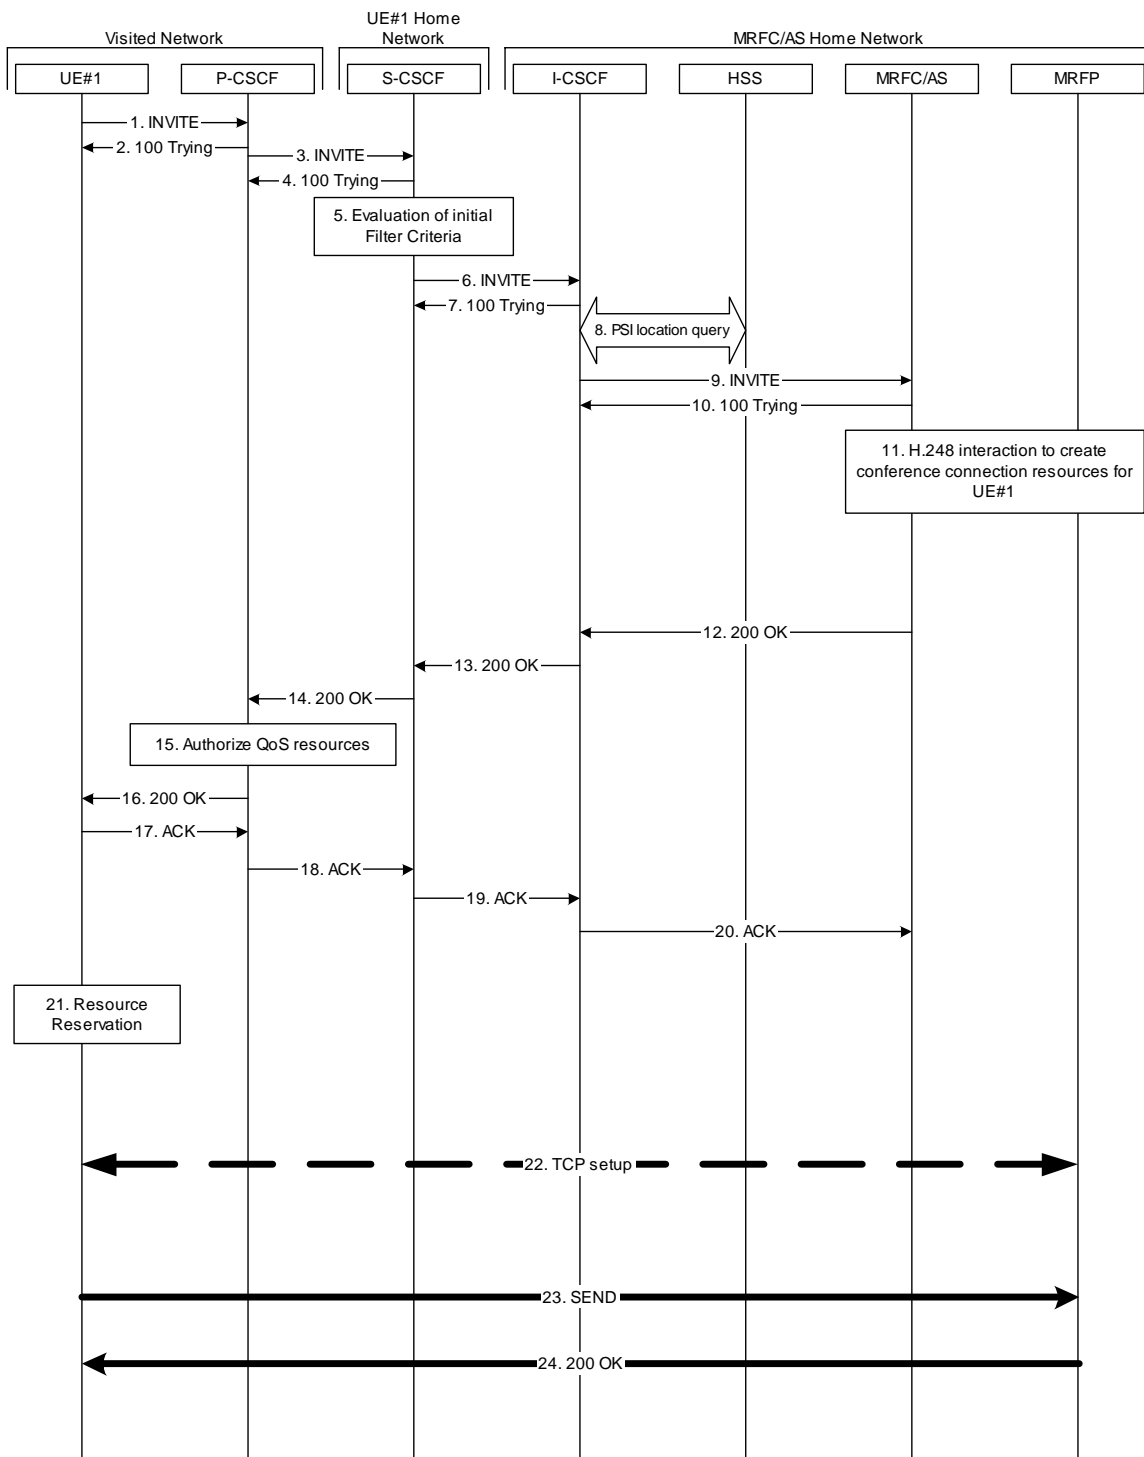 UE#1 Home
Network
Visited Network
MRFC/AS Home Network
UE#1
P-CSCF
S-CSCF
I-CSCF
HSS
MRFC/AS
MRFP
1. INVITE
2. 100 Trying
3. INVITE
4. 100 Trying
5. Evaluation of initial
Filter Criteria
6. INVITE
7. 100 Trying
8. PSI location query
9. INVITE
10. 100 Trying
11. H.248 interaction to create
conference connection resources for
UE#1
12. 200 OK
13. 200 OK
14. 200 OK
15. Authorize QoS resources
16. 200 OK
17. ACK
18. ACK
19. ACK
20. ACK
21. Resource
Reservation
22. TCP setup
23. SEND
24. 200 OK